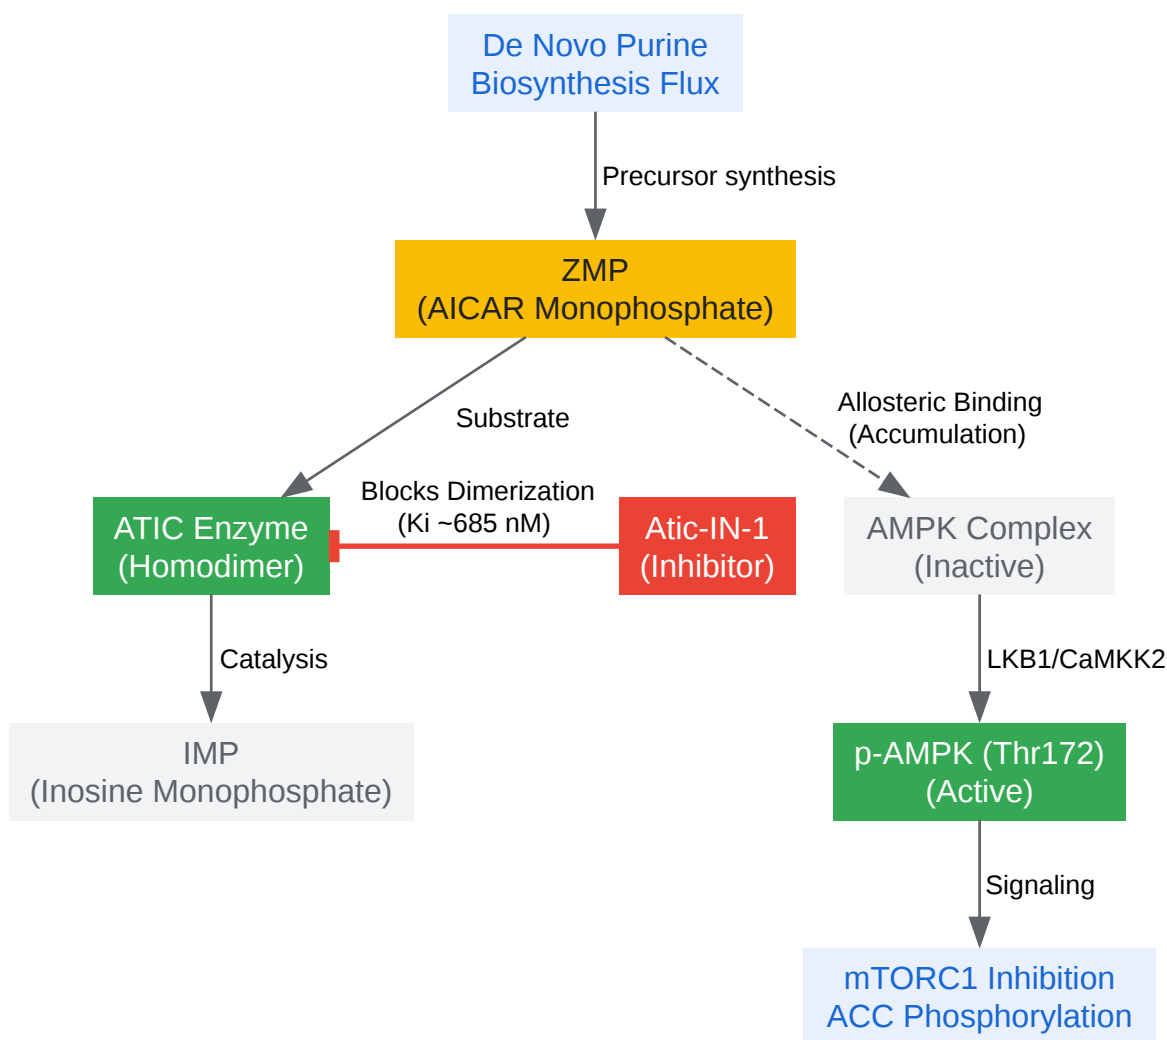 De Novo Purine
Biosynthesis Flux
Precursor synthesis
ZMP
(AICAR Monophosphate)
Substrate
Allosteric Binding
(Accumulation)
Blocks Dimerization
(Ki ~685 nM)
ATIC Enzyme
(Homodimer)
Atic-IN-1
(Inhibitor)
AMPK Complex
(Inactive)
Catalysis
LKB1/CaMKK2
IMP
(Inosine Monophosphate)
p-AMPK (Thr172)
(Active)
Signaling
mTORC1 Inhibition
ACC Phosphorylation